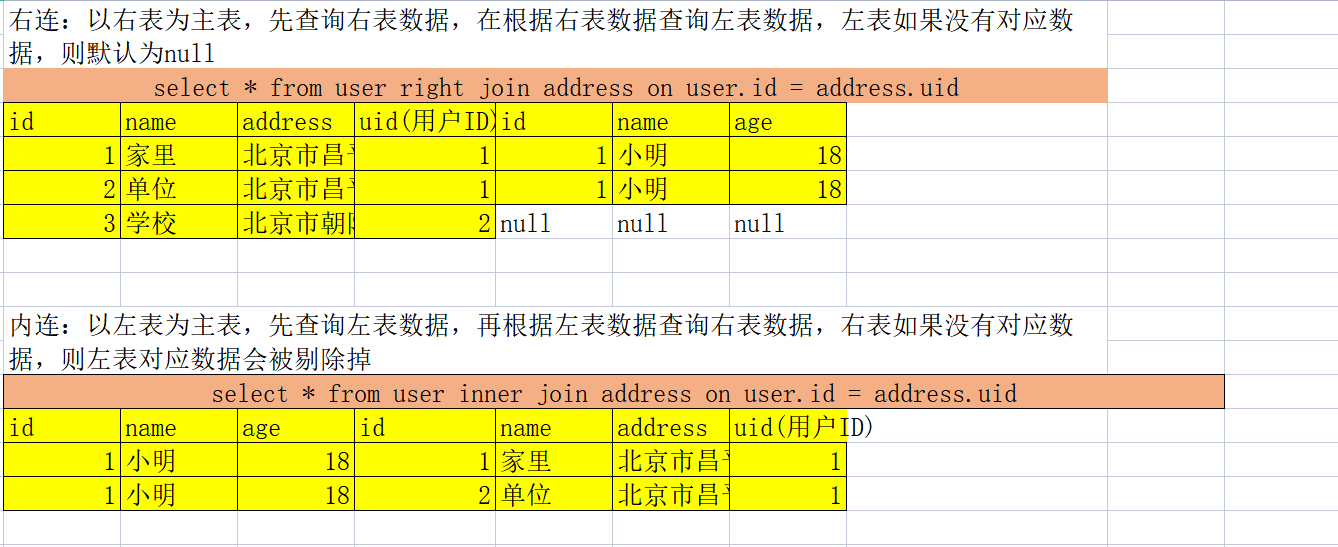 右连：以右表为主表，先查询右表数据，在根据右表数据查询左表数据，左表如果没有对应数
据，则默认为null
select * from user right join address on user.id = address.uid
id name address uid(用户ID) id name age
1 家里 北京市昌 1 1 小明 18
2 单位 北京市昌 1 1 小明 18
3 学校 北京市朝 2 null null null
内连：以左表为主表，先查询左表数据，再根据左表数据查询右表数据，右表如果没有对应数
据，则左表对应数据会被剔除掉
select * from user inner join address on user.id = address.uid
id name age id name address uid(用户ID)
1 小明 18 1 家里 北京市昌 1
1 小明 18 2 单位 北京市昌 1